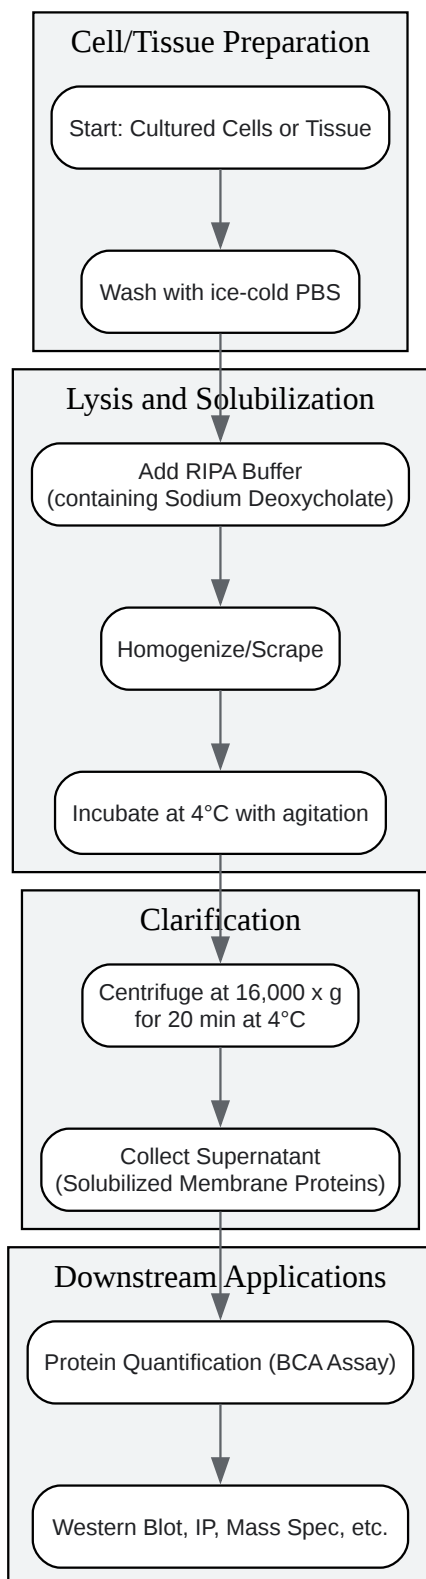 Cell/Tissue Preparation
Start: Cultured Cells or Tissue
Wash with ice-cold PBS
Lysis and Solubilization
Add RIPA Buffer
(containing Sodium Deoxycholate)
Homogenize/Scrape
Incubate at 4°C with agitation
Clarification
Centrifuge at 16,000 x g
for 20 min at 4°C
Collect Supernatant
(Solubilized Membrane Proteins)
Downstream Applications
Protein Quantification (BCA Assay)
Western Blot, IP, Mass Spec, etc.